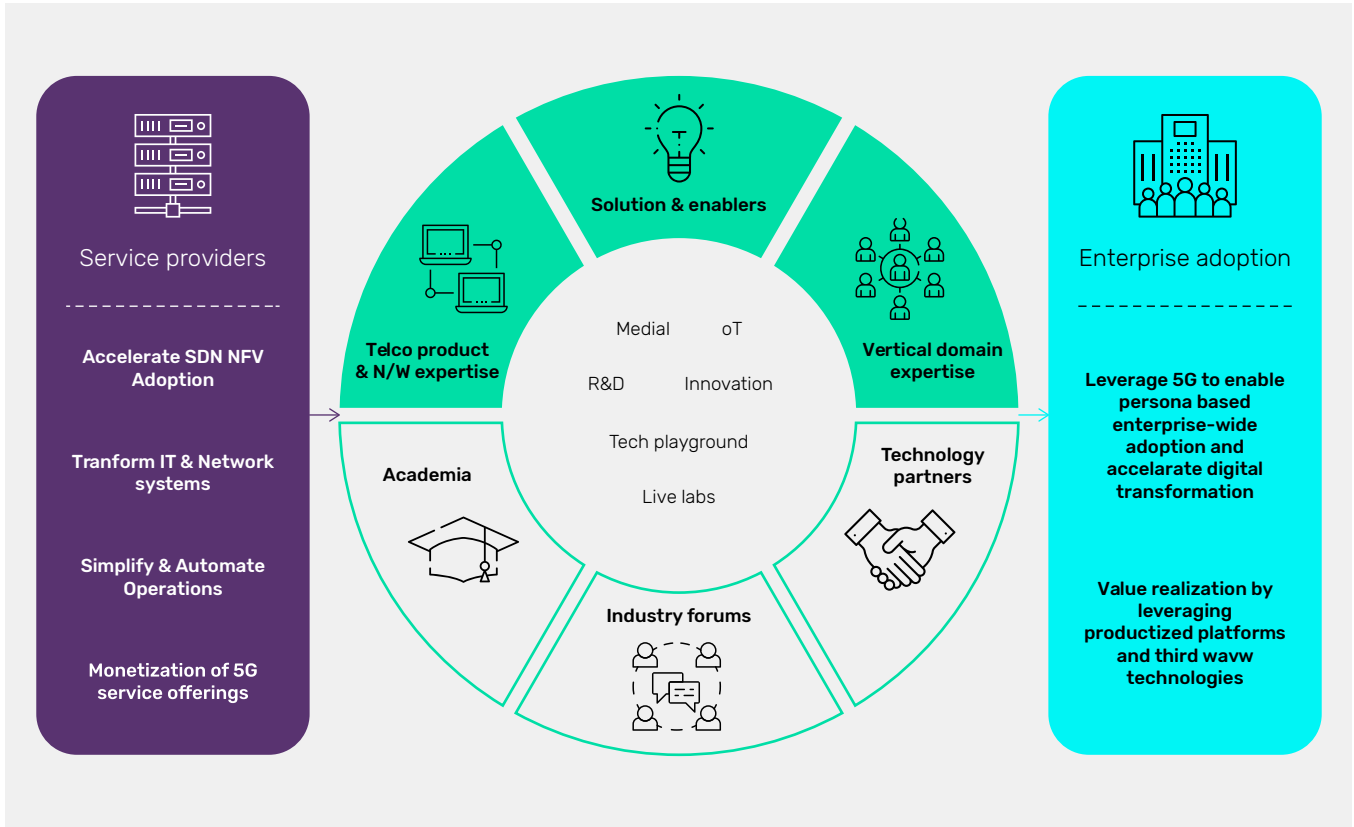 Service providers
Accelerate SDN NFV
Adoption
Tranform IT & Network
systems
Simplify & Automate
Operations
Monetization of 5G
service offerings
Solution & enablers
Telco product
& N/W expertise
Vertical domain
expertise
Medial oT
R&D Innovation
Tech playground
Live labs
Academia
Technology
partners
Industry forums
Enterprise adoption
Leverage 5G to enable
persona based
enterprise-wide
adoption and
accelarate digital
transformation
Value realization by
leveraging
productized platforms
and third wavw
technologies